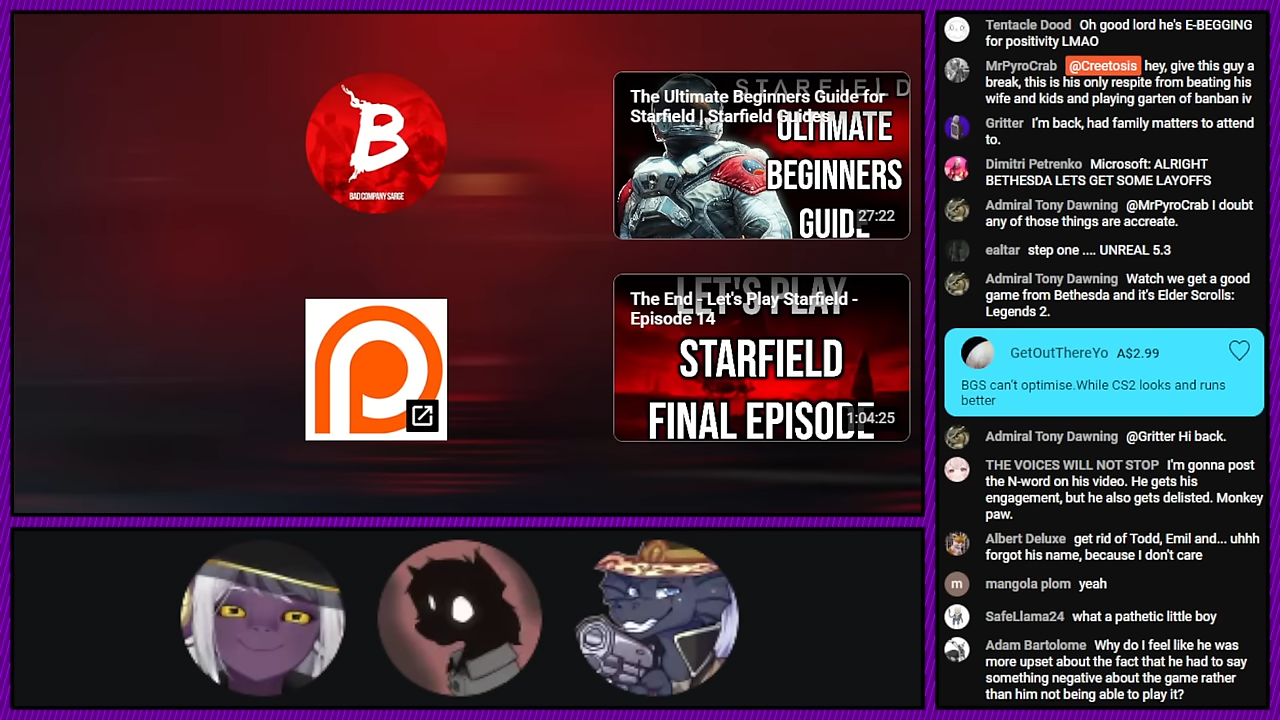 B
BAD COMPANY SARGE
STARFIELD
The Ultimate Beginners Guide for
Starfield | Starfield Guides
ULTIMATE
BEGINNERS
GUIDE
27:22
LET'S PLAY
The End - Let's Play Starfield -
Episode 14
STARFIELD
FINAL EPISODE
1:04:25
Tentacle Dood Oh good lord he's E-BEGGING
for positivity LMAO
MrPyroCrab @Creetosis hey, give this guy a
break, this is his only respite from beating his
wife and kids and playing garten of banban iv
Gritter I'm back, had family matters to attend
to.
Dimitri Petrenko Microsoft: ALRIGHT
BETHESDA LETS GET SOME LAYOFFS
Admiral Tony Dawning @MrPyroCrab I doubt
any of those things are accreate.
ealtar step one .... UNREAL 5.3
Admiral Tony Dawning Watch we get a good
game from Bethesda and it's Elder Scrolls:
Legends 2.
GetOutThereYo A$2.99
BGS can't optimise.While CS2 looks and runs
better
Admiral Tony Dawning @Gritter Hi back.
THE VOICES WILL NOT STOP I'm gonna post
the N-word on his video. He gets his
engagement, but he also gets delisted. Monkey
paw.
Albert Deluxe get rid of Todd, Emil and... uhhh
forgot his name, because I don't care
m mangola plom yeah
SafeLlama24 what a pathetic little boy
Adam Bartolome Why do I feel like he was
more upset about the fact that he had to say
something negative about the game rather
than him not being able to play it?